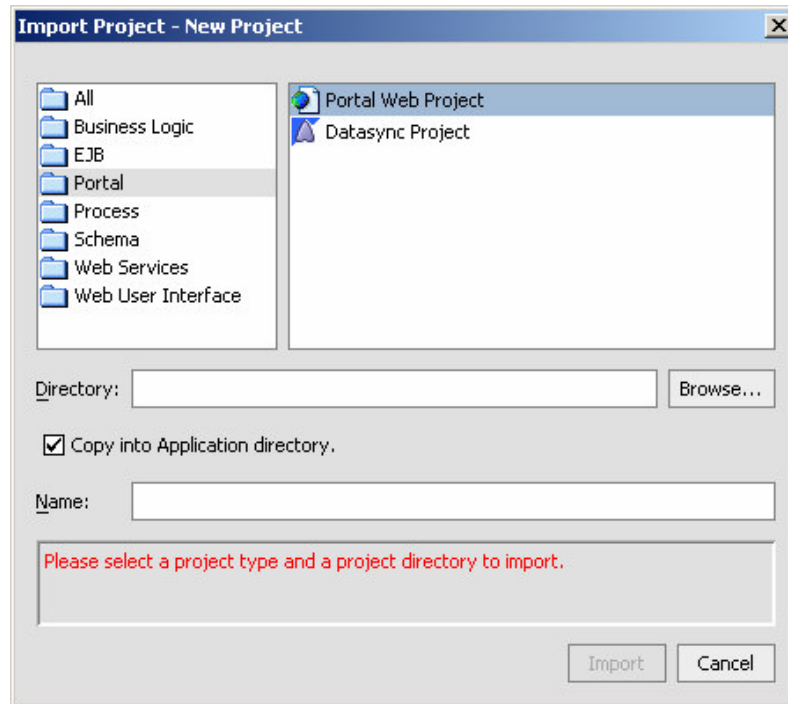 Import Project - New Project
All
Business Logic
EJB
Portal
Process
Schema
Web Services
Web User Interface
Portal Web Project
Datasync Project
Directory:
Browse...
Copy into Application directory.
Name:
Please select a project type and a project directory to import.
Import
Cancel